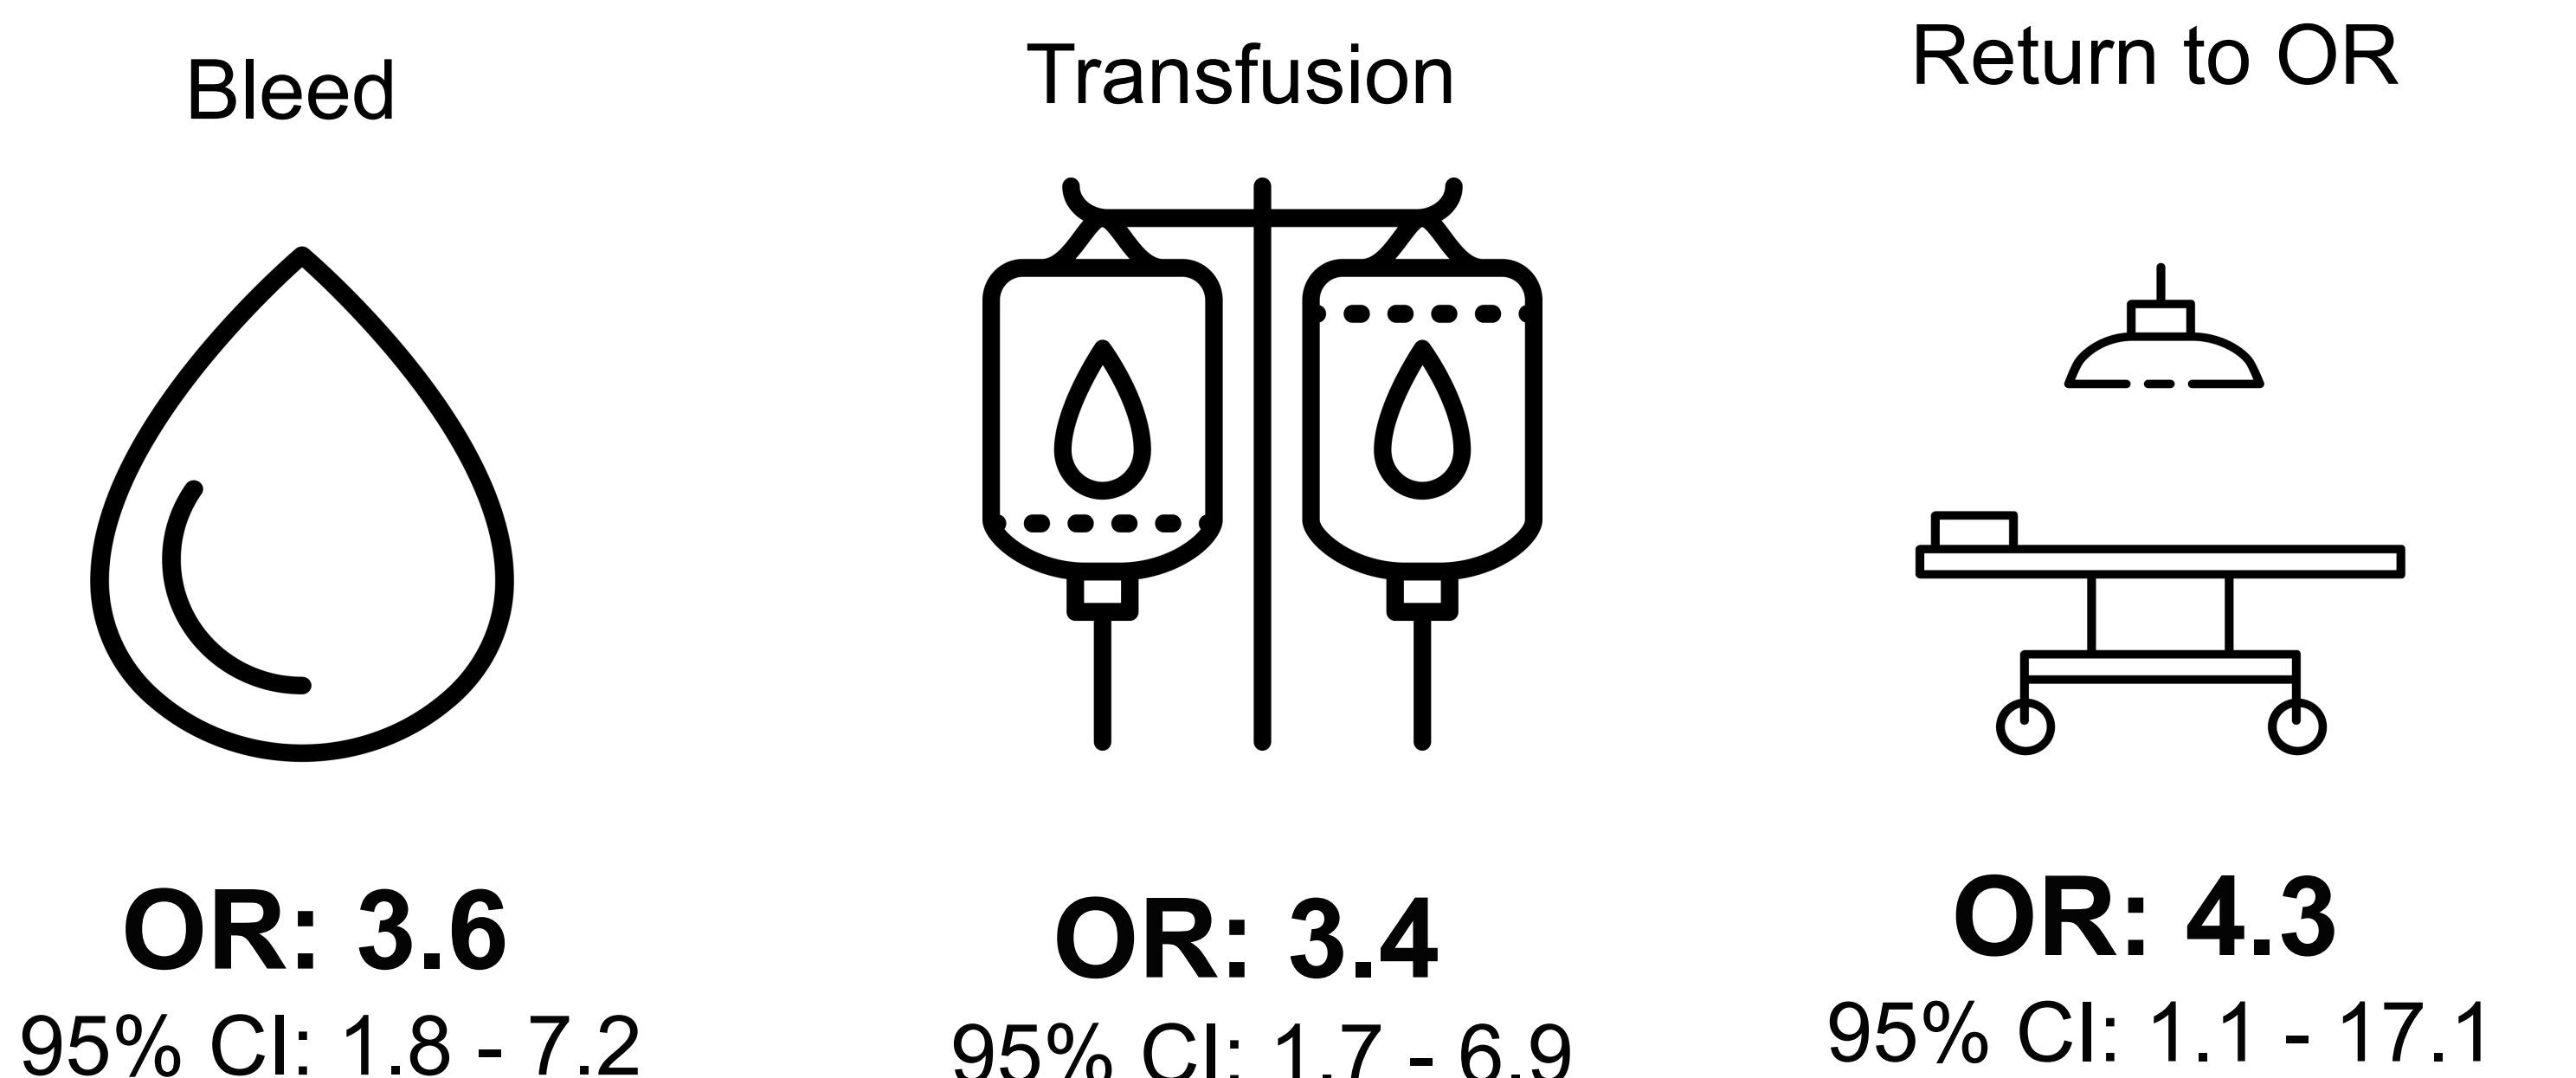 Bleed
OR: 3.6
95% CI: 1.8 - 7.2
Transfusion
OR: 3.4
95% CI: 1.7 - 6.9
Return to OR
OR: 4.3
95% CI: 1.1 - 17.1